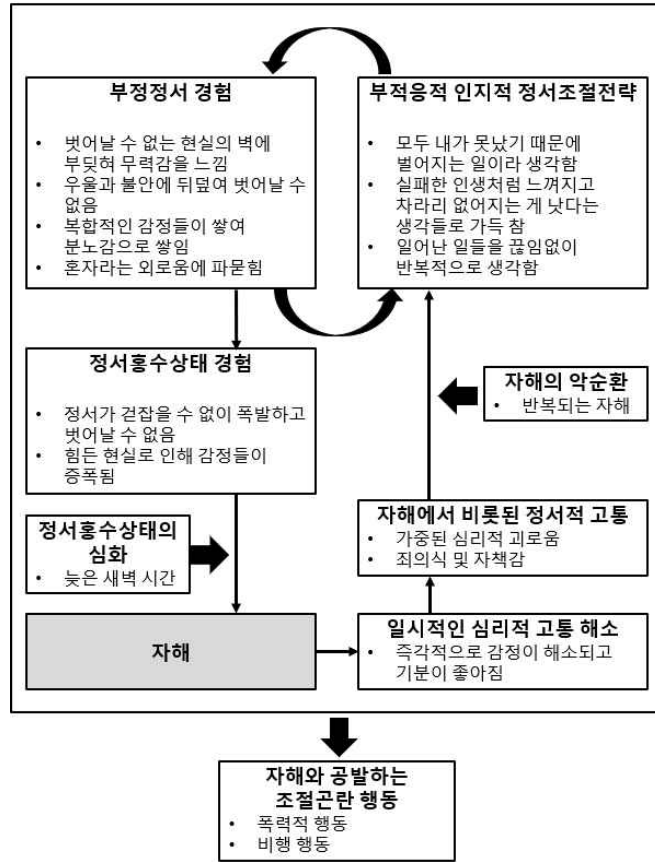 부정정서 경험
• 벗어날 수 없는 현실의 벽에
부딪혀 무력감을 느낌
• 우울과 불안에 뒤덮여 벗어날 수
없음
• 복합적인 감정들이 쌓여
분노감으로 쌓임
• 혼자라는 외로움에 파묻힘
부적응적 인지적 정서조절전략
• 모두 내가 못났기 때문에
벌어지는 일이라 생각함
• 실패한 인생처럼 느껴지고
차라리 없어지는 게 낫다는
생각들로 가득 참
• 일어난 일들을 끊임없이
반복적으로 생각함
정서홍수상태 경험
• 정서가 걷잡을 수 없이 폭발하고
벗어날 수 없음
• 힘든 현실로 인해 감정들이
증폭됨
자해의 악순환
• 반복되는 자해
정서홍수상태의
심화
• 늦은 새벽 시간
자해에서 비롯된 정서적 고통
• 가중된 심리적 괴로움
• 죄의식 및 자책감
자해
일시적인 심리적 고통 해소
• 즉각적으로 감정이 해소되고
기분이 좋아짐
자해와 공발하는
조절곤란 행동
• 폭력적 행동
• 비행 행동